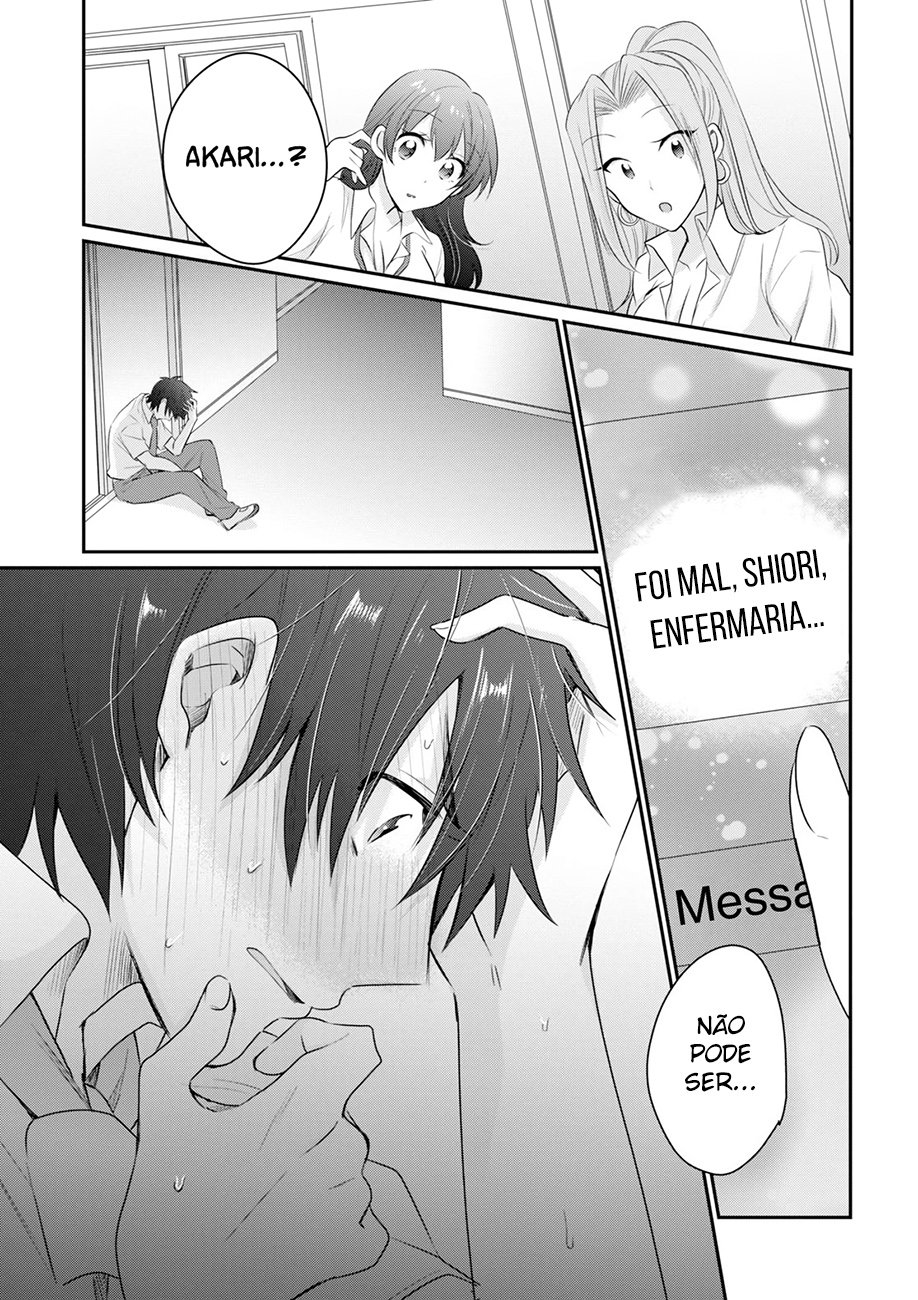 AKARI...?
FOI MAL, SHIORI,
ENFERMARIA...
Messa
NÃO
PODE
SER...